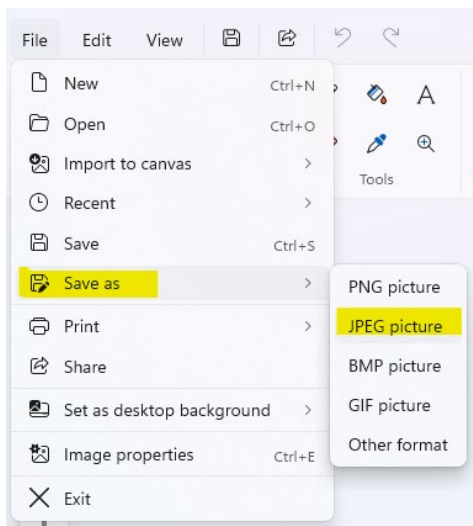 File Edit View
New Ctrl+N
Open Ctrl+O
Import to canvas
Recent
Save Ctrl+S
Save as
Print
Share
Set as desktop background
Image properties Ctrl+E
Exit
A
Tools
PNG picture
JPEG picture
BMP picture
GIF picture
Other format